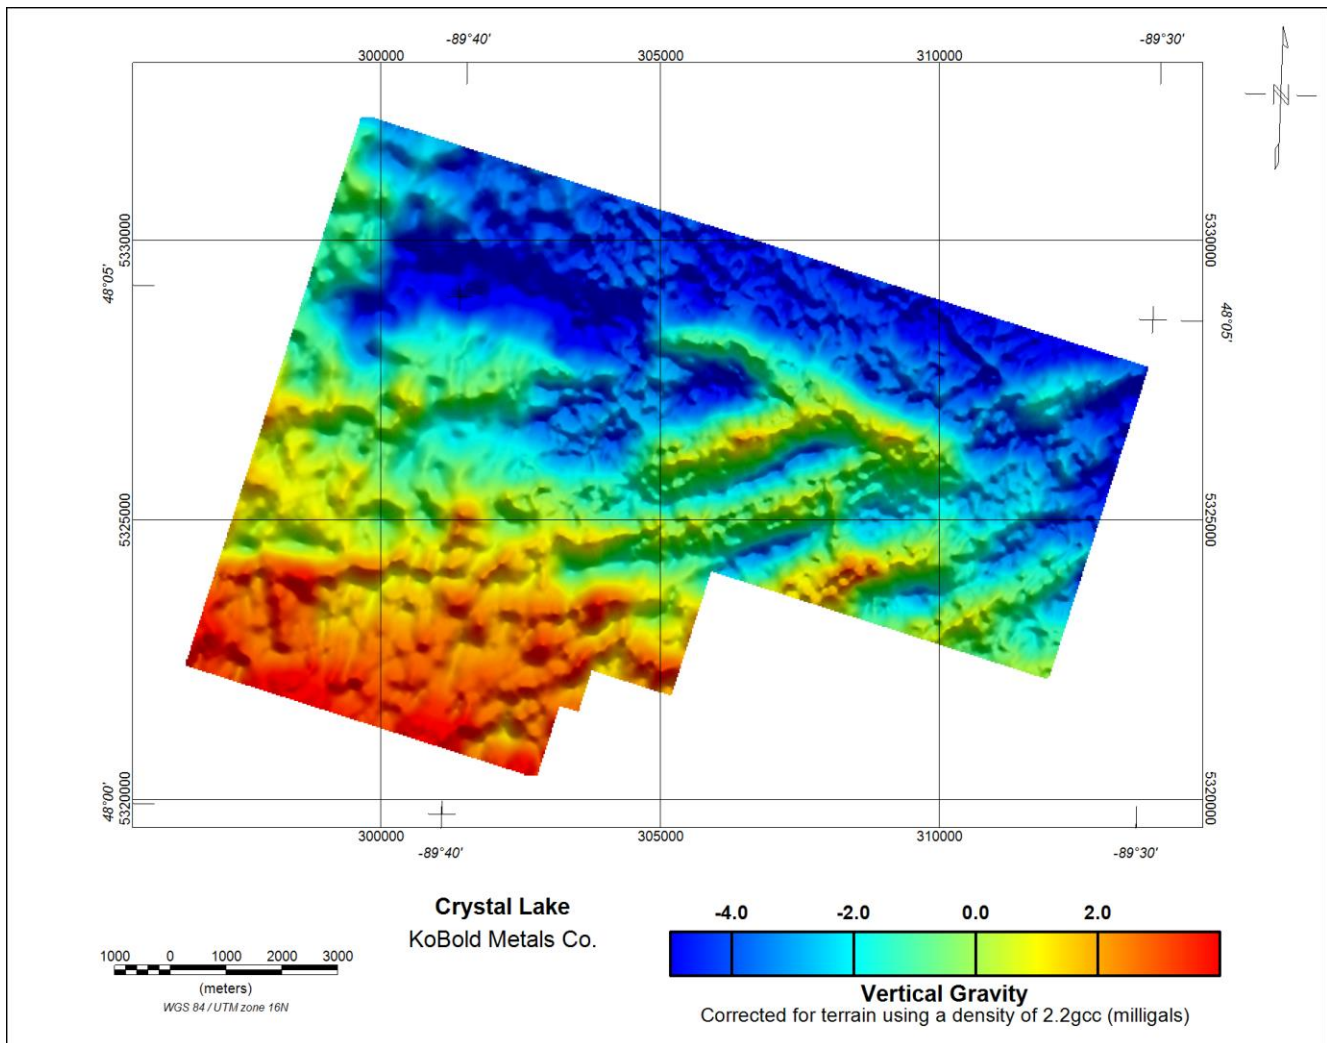 -89°40' -89°30'
300000 305000 310000
N
5330000 5330000
48°05' 48°05'
5325000 5325000
48°00' 5320000 5320000
300000 305000 310000
-89°40' -89°30'
Crystal Lake
KoBold Metals Co.
-4.0 -2.0 0.0 2.0
1000 0 1000 2000 3000
(meters)
WGS 84 / UTM zone 16N
Vertical Gravity
Corrected for terrain using a density of 2.2gcc (milligals)